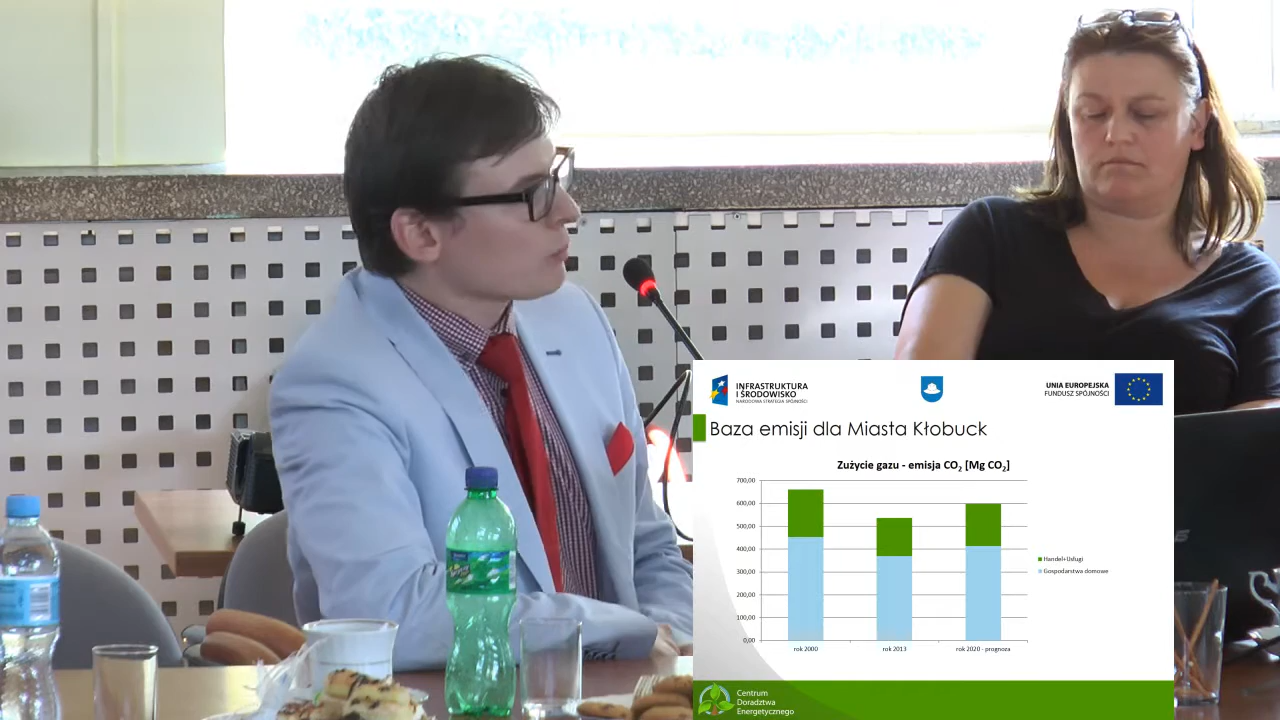 INFRASTRUKTURA
I ŚRODOWISKO
NARODOWA STRATEGIA SPÓJNOŚCI
UNIA EUROPEJSKA
FUNDUSZ SPÓJNOŚCI
Baza emisji dla Miasta Kłobuck
Zużycie gazu - emisja CO₂ [Mg CO₂]
700,00
600,00
500,00
400,00
300,00
200,00
100,00
0,00
rok 2000
rok 2013
rok 2020 - prognoza
Handel+Usługi
Gospodarstwa domowe
Centrum
Doradztwa
Energetycznego